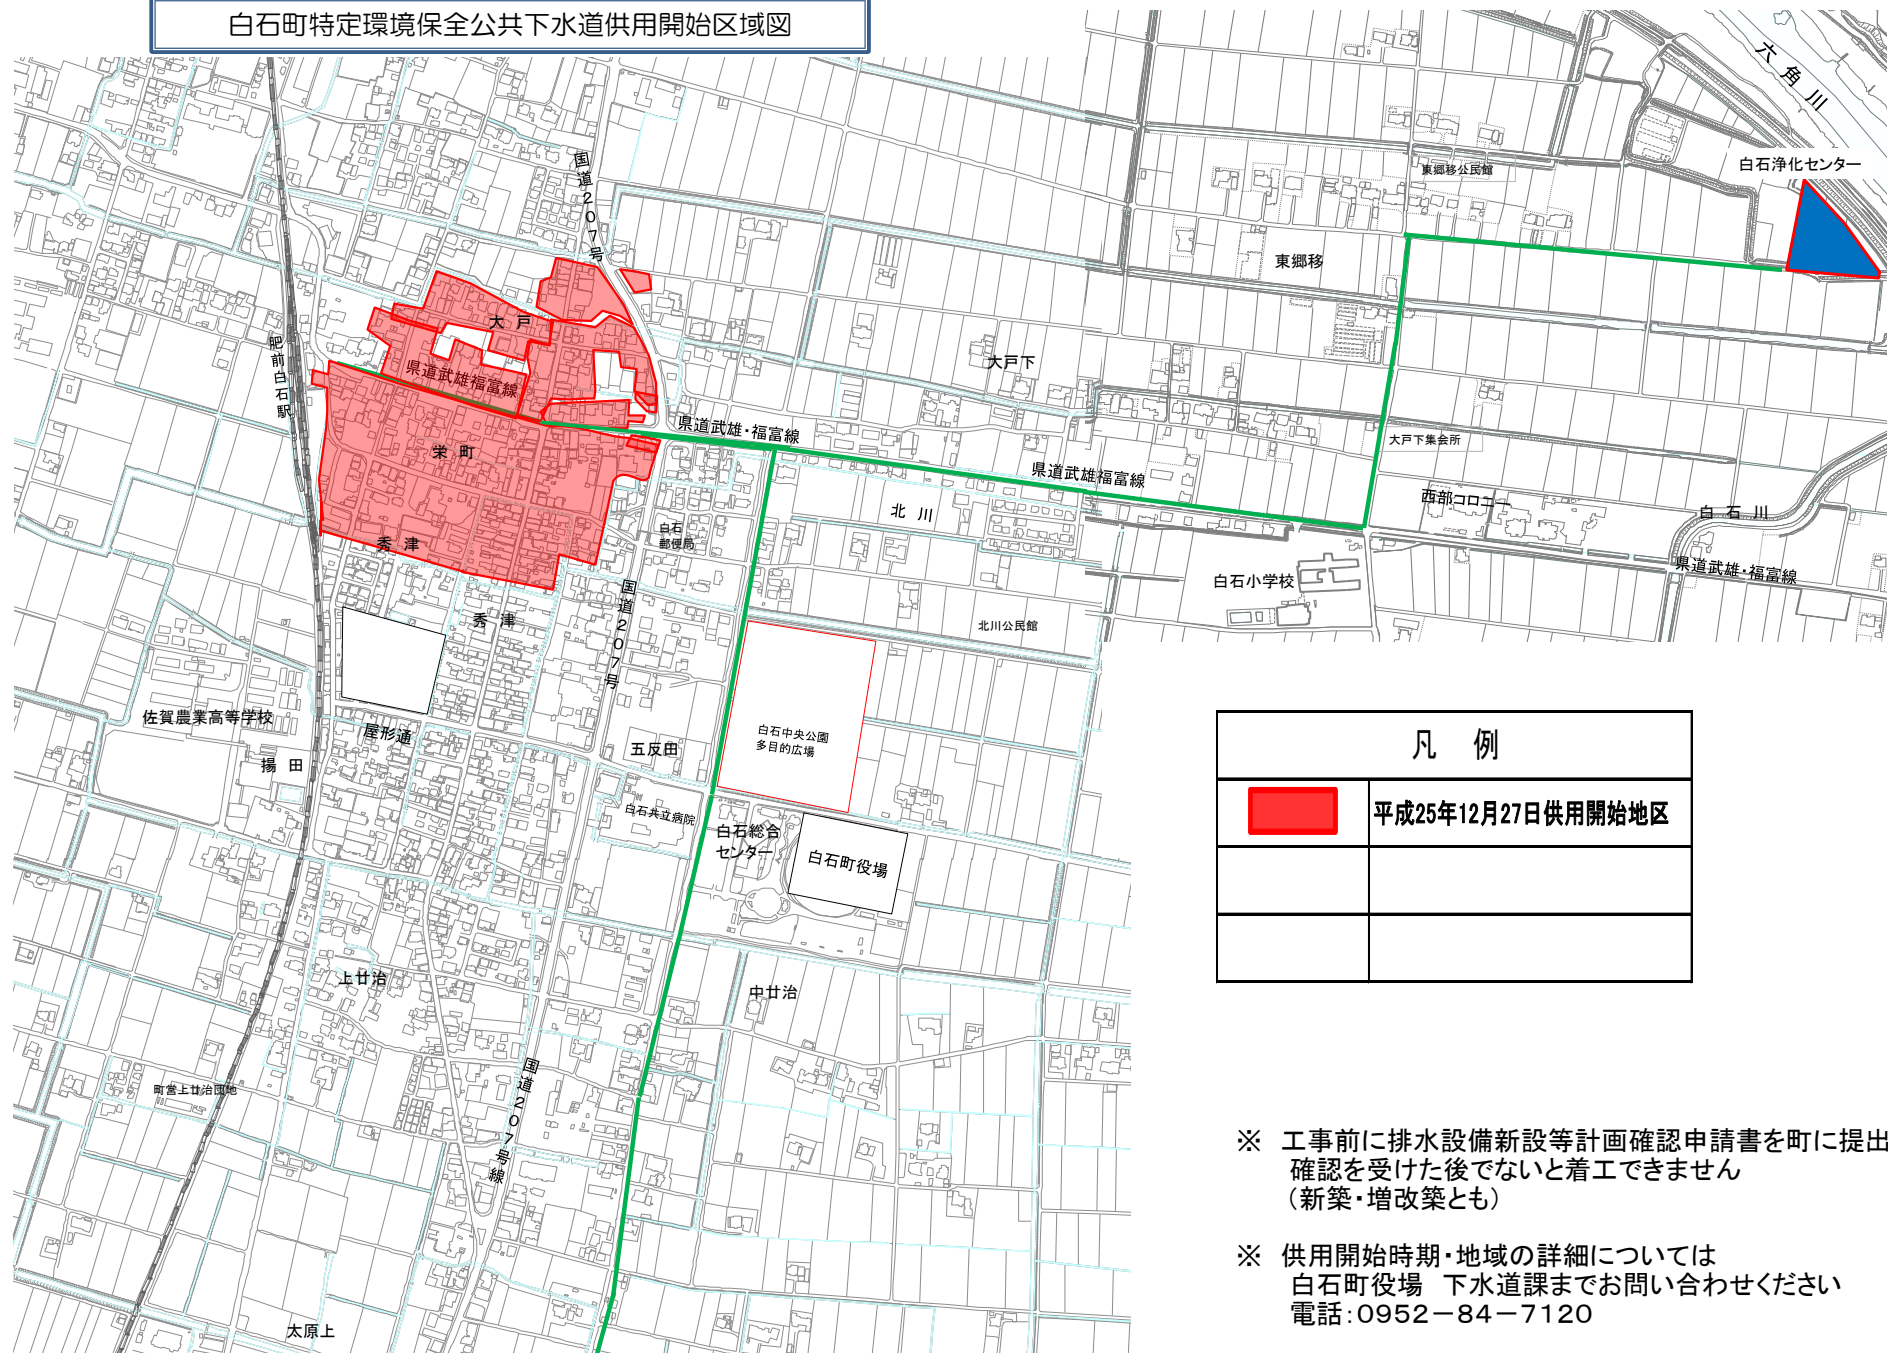 白石町特定環境保全公共下水道供用開始区域図
六角川
白石浄化センター
東郷移公民館
国道207号
東郷移
大戸
肥前白石駅
県道武雄福富線
大戸下
県道武雄・福富線
栄町
大戸下集会所
県道武雄福富線
西部コロニー
白石川
北川
白石
郵便局
秀津
県道武雄・福富線
白石小学校
国道207号
秀津
北川公民館
佐賀農業高等学校
屋形通
揚田
五反田
白石中央公園
多目的広場
白石共立病院
白石総合
センター
白石町役場
上廿治
中廿治
町営上廿治団地
国道207号線
太原上
凡 例
平成25年12月27日供用開始地区
※ 工事前に排水設備新設等計画確認申請書を町に提出
確認を受けた後でないと着工できません
（新築・増改築とも）
※ 供用開始時期・地域の詳細については
白石町役場 下水道課までお問い合わせください
電話：0952－84－7120